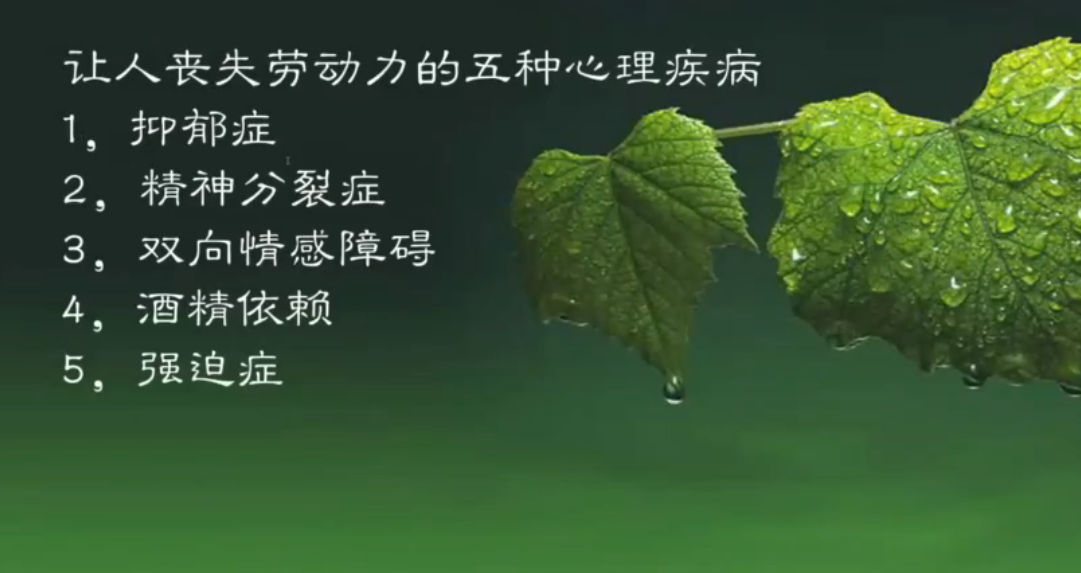 让人丧失劳动力的五种心理疾病
1，抑郁症
2，精神分裂症
3，双向情感障碍
4，酒精依赖
5，强迫症